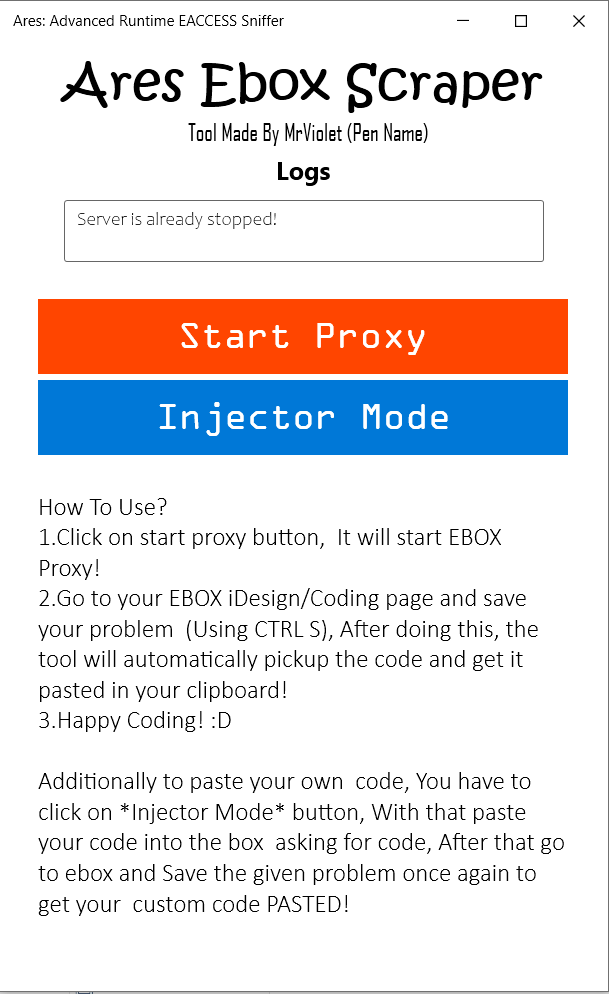 Ares: Advanced Runtime EACCESS Sniffer
Ares Ebox Scraper
Tool Made By MrViolet (Pen Name)
Logs
Server is already stopped!
Start Proxy
Injector Mode
How To Use?
1.Click on start proxy button,  It will start EBOX
Proxy!
2.Go to your EBOX iDesign/Coding page and save
your problem  (Using CTRL S), After doing this, the
tool will automatically pickup the code and get it
pasted in your clipboard!
3.Happy Coding! :D
Additionally to paste your own  code, You have to
click on *Injector Mode* button, With that paste
your code into the box  asking for code, After that go
to ebox and Save the given problem once again to
get your  custom code PASTED!